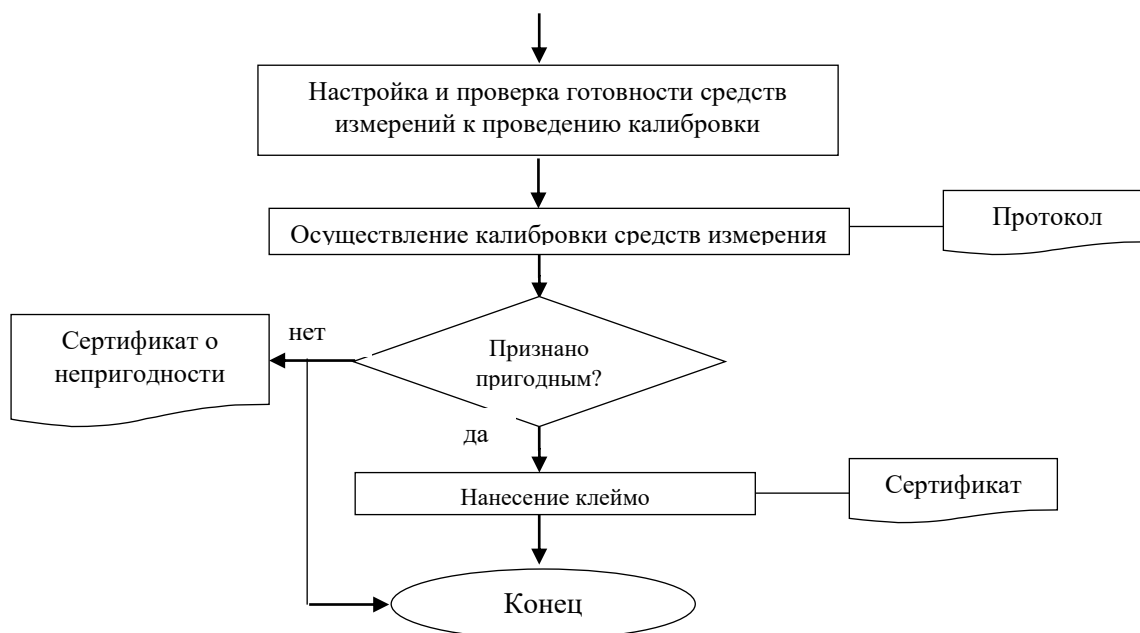 Настройка и проверка готовности средств
измерений к проведению калибровки
Осуществление калибровки средств измерения
Протокол
Сертификат о
непригодности
нет
Признано
пригодным?
да
Нанесение клеймо
Сертификат
Конец